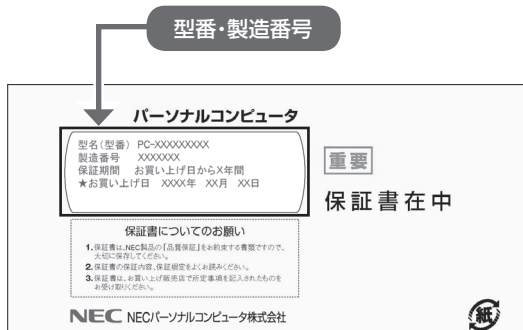 型番・製造番号
パーソナルコンピュータ
型名(型番) PC-XXXXXXXXX
製造番号 XXXXXXX
保証期間 お買い上げ日からX年間
★お買い上げ日 XXXX年 XX月 XX日
重要
保証書在中
保証書についてのお願い
1.保証書は、NEC製品の「品質保証」をお約束する書類ですので、
大切に保存してください。
2.保証書の保証内容、保証規定をよくお読みください。
3.保証書は、お買い上げ販売店で所定事項を記入されたものを
お受け取りください。
NEC NECパーソナルコンピュータ株式会社
紙